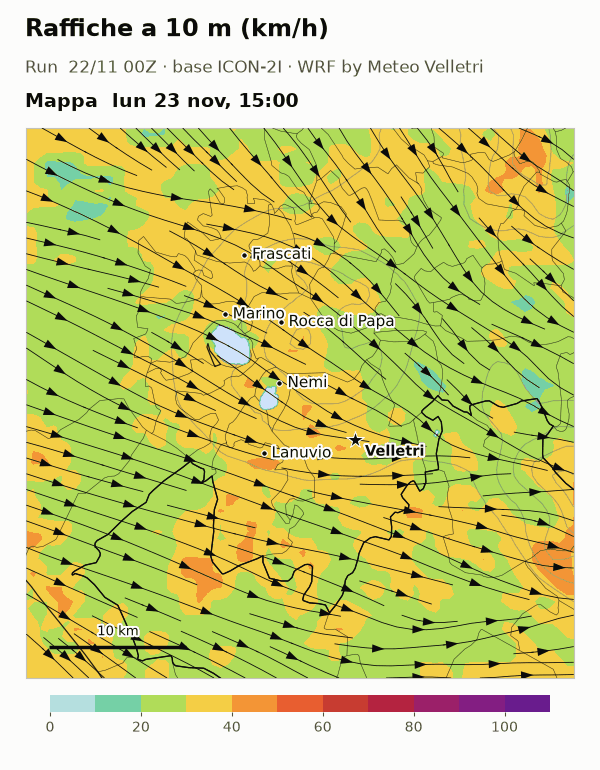 Raffiche a 10 m (km/h)
Run  22/11 00Z · base ICON-2I · WRF by Meteo Velletri
Mappa  lun 23 nov, 15:00
Frascati
Marino
Rocca di Papa
Nemi
Velletri
Lanuvio
10 km
0 20 40 60 80 100